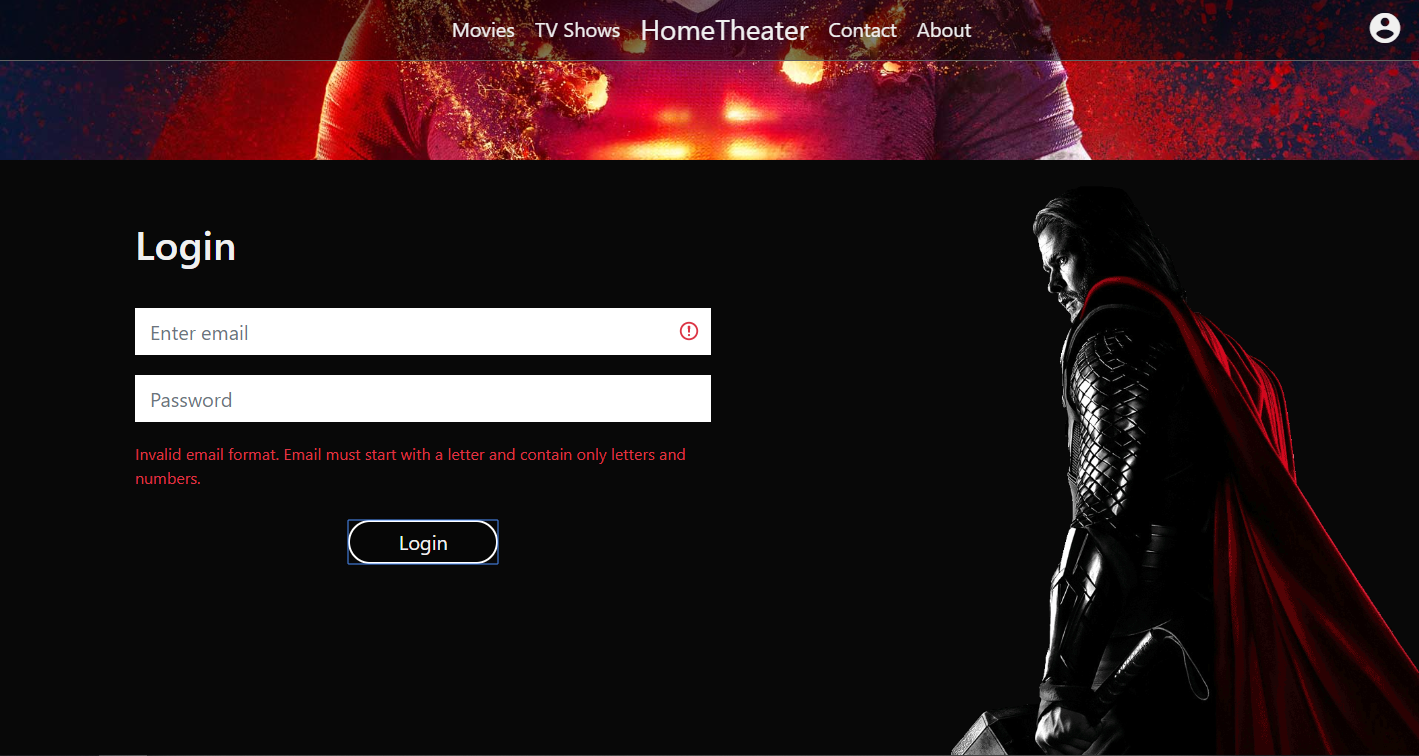 Movies TV Shows HomeTheater Contact About
Login
Enter email
Password
Invalid email format. Email must start with a letter and contain only letters and
numbers.
Login